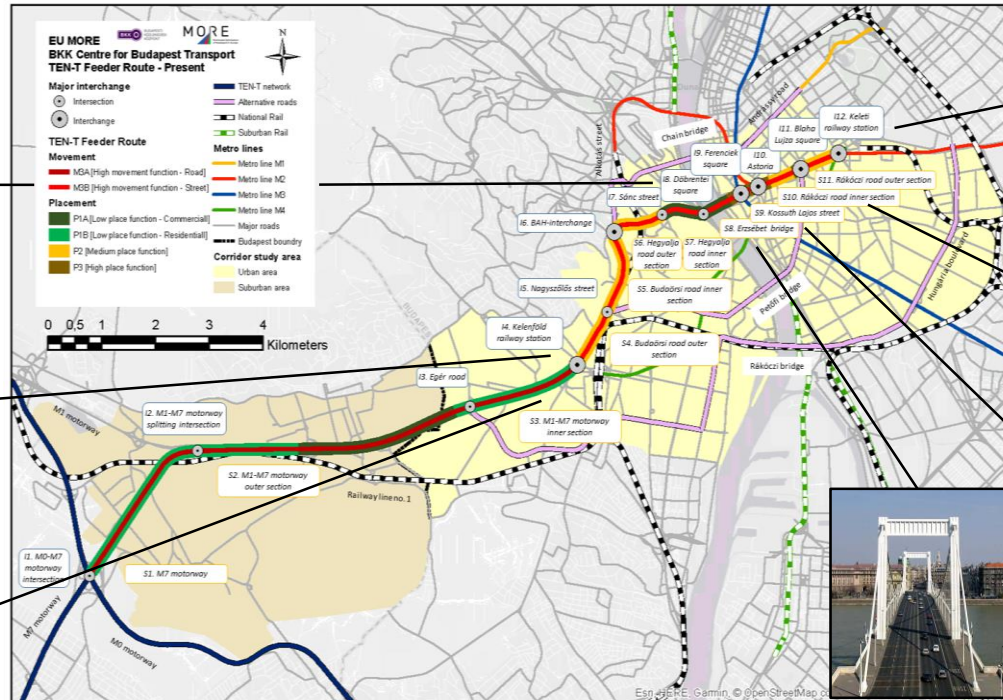 EU MORE
BKK
MORE
N
BKK Centre for Budapest Transport
TEN-T Feeder Route - Present
Major interchange
Intersection
Interchange
TEN-T Feeder Route
Movement
M3A [High movement function - Road]
M3B [High movement function - Street]
Placement
P1A [Low place function - Commerciall]
P1B [Low place function - Residentiall]
P2 [Medium place function]
P3 [High place function]
TEN-T network
Alternative roads
National Rail
Suburban Rail
Metro lines
Metro line M1
Metro line M2
Metro line M3
Metro line M4
Major roads
Budapest boundry
Corridor study area
Urban area
Suburban area
0 0,5 1 2 3 4
Kilometers
Alkotás street
Chain bridge
Andrássy road
I12. Keleti railway station
I11. Blaha Lujza square
I10. Astoria
I9. Ferenciek square
I8. Döbrentei square
I7. Sánc street
I6. BAH-interchange
S11. Rákóczi road outer section
S10. Rákóczi road inner section
S9. Kossuth Lajos street
S8. Erzsébet bridge
S7. Hegyalja road inner section
S6. Hegyalja road outer section
Hungária boulevard
Petőfi bridge
I5. Nagyszőlős street
S5. Budaörsi road inner section
I4. Kelenföld railway station
S4. Budaörsi road outer section
Rákóczi bridge
I3. Egér road
S3. M1-M7 motorway inner section
M1 motorway
I2. M1-M7 motorway splitting intersection
S2. M1-M7 motorway outer section
Railway line no. 1
I1. M0-M7 motorway intersection
S1. M7 motorway
M7 motorway
M0 motorway
Esri, HERE, Garmin, © OpenStreetMap